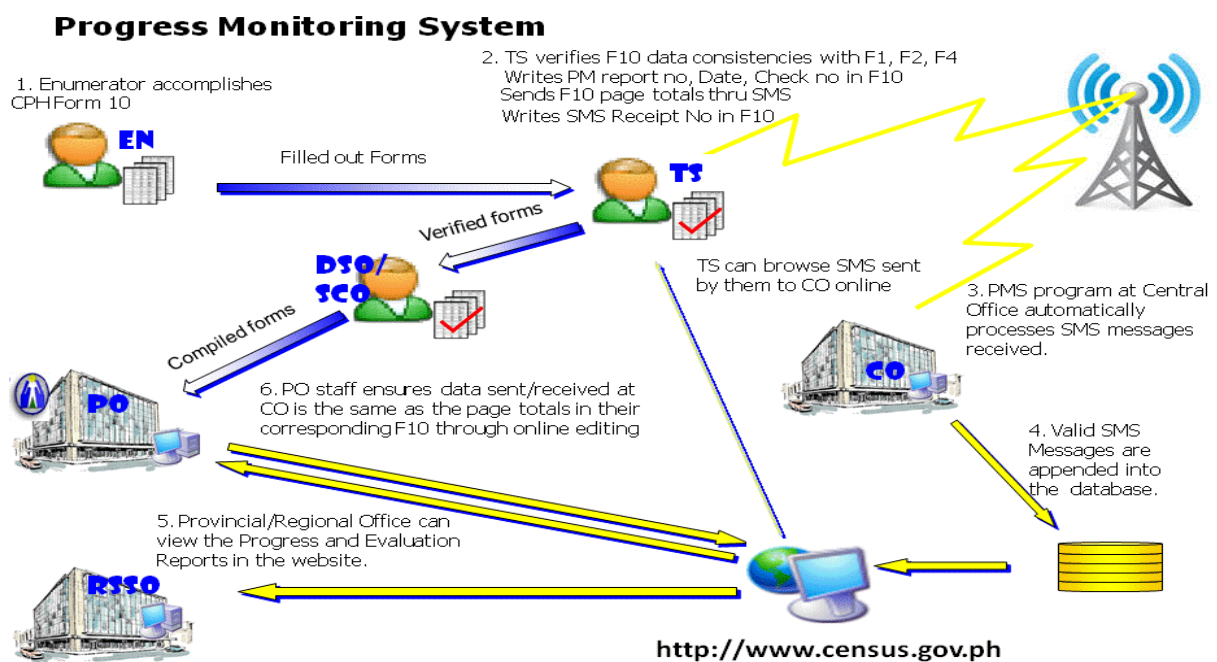 Progress Monitoring System
1. Enumerator accomplishes
CPH Form 10
EN
Filled out Forms
2. TS verifies F10 data consistencies with F1, F2, F4
Writes PM report no, Date, Check no in F10
Sends F10 page totals thru SMS
Writes SMS Receipt No in F10
TS
Verified forms
DSO/
SCO
TS can browse SMS sent
by them to CO online
3. PMS program at Central
Office automatically
processes SMS messages
received.
CO
Compiled forms
PO
6. PO staff ensures data sent/received at
CO is the same as the page totals in their
corresponding F10 through online editing
4. Valid SMS
Messages are
appended into
the database.
5. Provincial/Regional Office can
view the Progress and Evaluation
Reports in the website.
RSSO
http://www.census.gov.ph